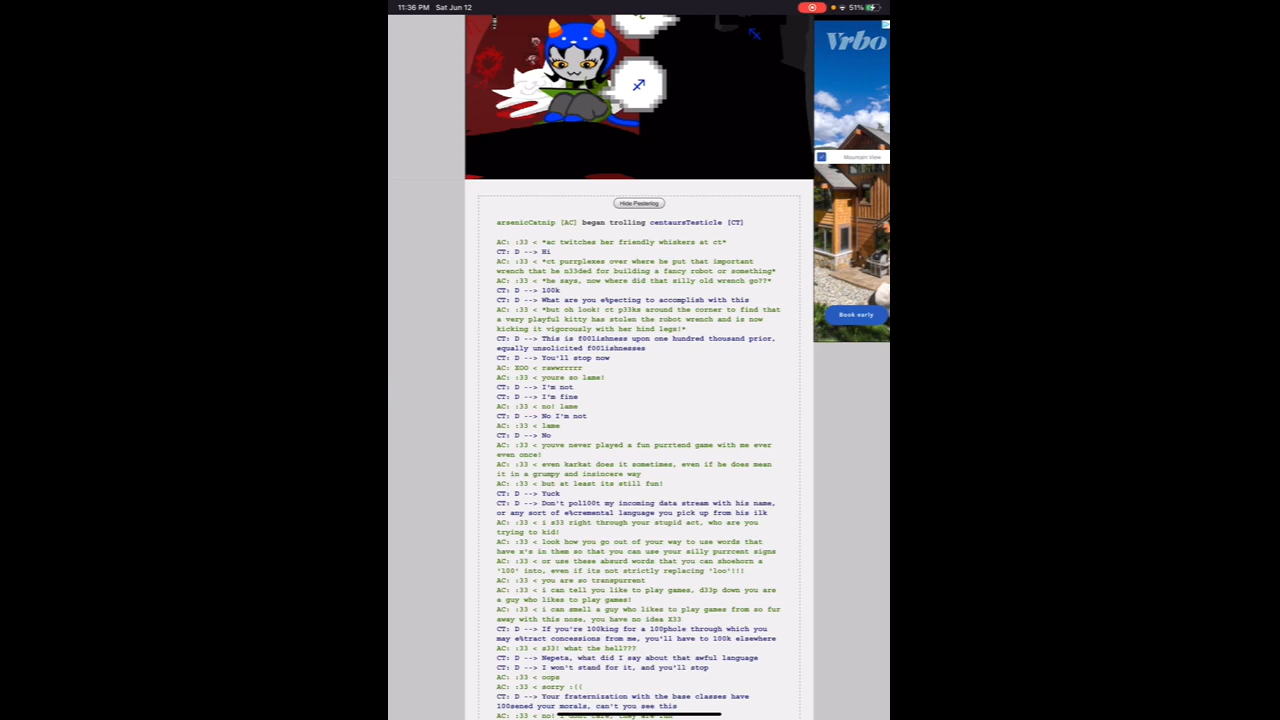 11:36 PM Sat Jun 12
51%
Vrbo
Mountain View
Book early
Hide Pesterlog
arsenicCatnip [AC] began trolling centaursTesticle [CT]
AC: :33 < *ac twitches her friendly whiskers at ct*
CT: D --> Hi
AC: :33 < *ct purrplexes over where he put that important
wrench that he n33ded for building a fancy robot or something*
AC: :33 < *he says, now where did that silly old wrench go??*
CT: D --> 100k
CT: D --> What are you e%pecting to accomplish with this
AC: :33 < *but oh look! ct p33ks around the corner to find that
a very playful kitty has stolen the robot wrench and is now
kicking it vigorously with her hind legs!*
CT: D --> This is f001ishness upon one hundred thousand prior,
equally unsolicited f001ishnesses
CT: D --> You'll stop now
AC: XOO < rawwrrrrr
AC: :33 < youre so lame!
CT: D --> I'm not
CT: D --> I'm fine
AC: :33 < no! lame
CT: D --> No I'm not
AC: :33 < lame
CT: D --> No
AC: :33 < youve never played a fun purrtend game with me ever
even once!
AC: :33 < even karkat does it sometimes, even if he does mean
it in a grumpy and insincere way
AC: :33 < but at least its still fun!
CT: D --> Yuck
CT: D --> Don't pol100t my incoming data stream with his name,
or any sort of e%cremental language you pick up from his ilk
AC: :33 < i s33 right through your stupid act, who are you
trying to kid!
AC: :33 < look how you go out of your way to use words that
have x's in them so that you can use your silly purrcent signs
AC: :33 < or use these absurd words that you can shoehorn a
'100' into, even if its not strictly replacing 'loo'!!!
AC: :33 < you are so transpurrent
AC: :33 < i can tell you like to play games, d33p down you are
a guy who likes to play games!
AC: :33 < i can smell a guy who likes to play games from so fur
away with this nose, you have no idea X33
CT: D --> If you're 100king for a 100phole through which you
may e%tract concessions from me, you'll have to 100k elsewhere
AC: :33 < s33! what the hell???
CT: D --> Nepeta, what did I say about that awful language
CT: D --> I won't stand for it, and you'll stop
AC: :33 < oops
AC: :33 < sorry :((
CT: D --> Your fraternization with the base classes have
100sened your morals, can't you see this
AC: :33 < no! i dont care, they are fun